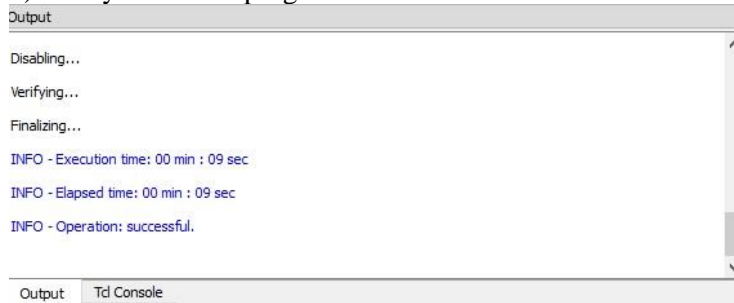 Output
Disabling...
Verifying...
Finalizing...
INFO - Execution time: 00 min : 09 sec
INFO - Elapsed time: 00 min : 09 sec
INFO - Operation: successful.
Output Tcl Console